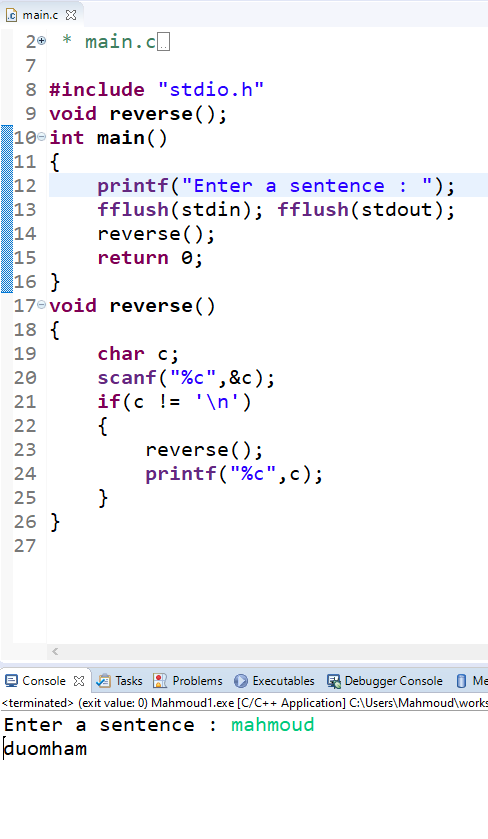 main.c
2 * main.c
7
8 #include "stdio.h"
9 void reverse();
10 int main()
11 {
12     printf("Enter a sentence : ");
13     fflush(stdin); fflush(stdout);
14     reverse();
15     return 0;
16 }
17 void reverse()
18 {
19     char c;
20     scanf("%c",&c);
21     if(c != '\n')
22     {
23         reverse();
24         printf("%c",c);
25     }
26 }
27
Console Tasks Problems Executables Debugger Console Me
<terminated> (exit value: 0) Mahmoud1.exe [C/C++ Application] C:\Users\Mahmoud\works
Enter a sentence : mahmoud
duomham